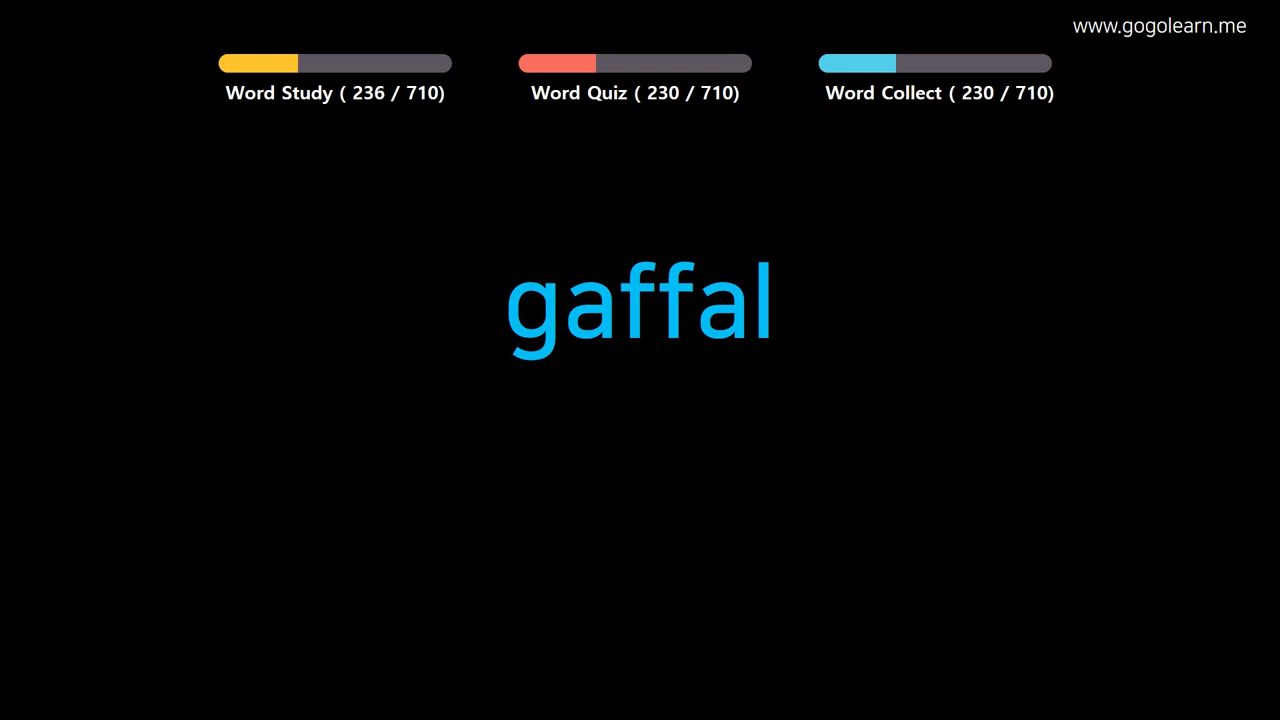 www.gogolearn.me
Word Study ( 236 / 710)
Word Quiz ( 230 / 710)
Word Collect ( 230 / 710)
gaffal